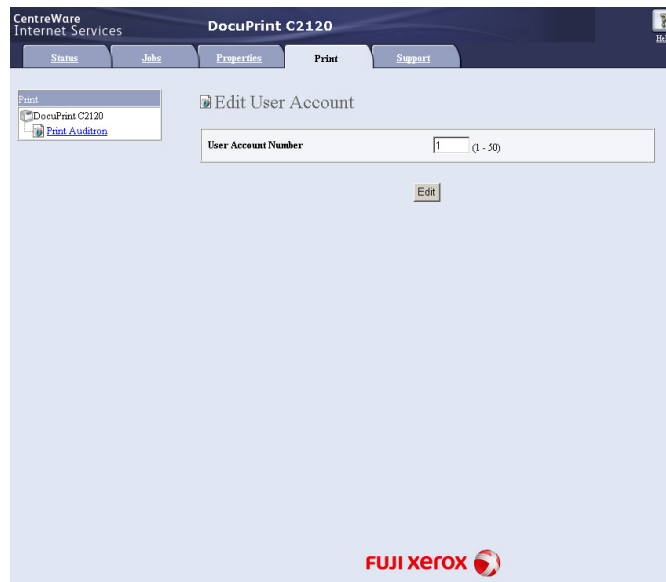 CentreWare
Internet Services
DocuPrint C2120
Status
Jobs
Properties
Print
Support
Print
DocuPrint C2120
Print Auditron
Edit User Account
User Account Number
1
(1 - 50)
Edit
FUJI xerox